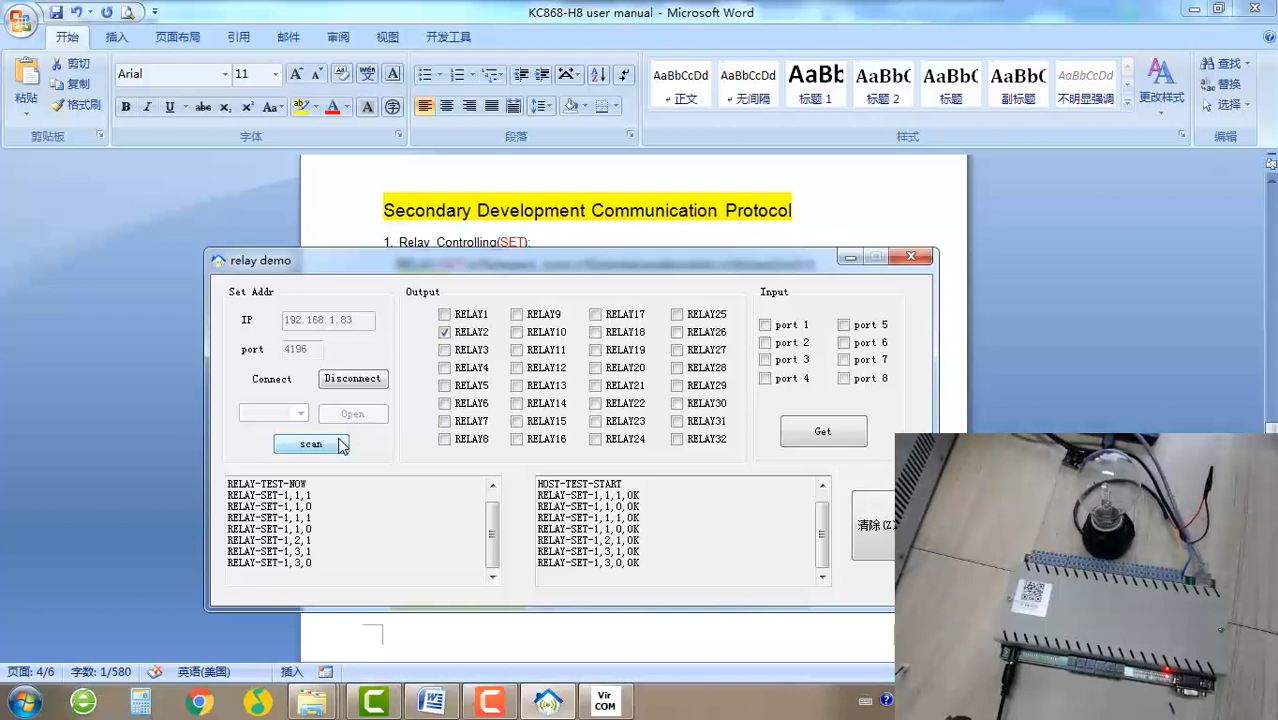 KC868-H8 user manual - Microsoft Word
开始 插入 页面布局 引用 邮件 审阅 视图 开发工具
粘贴
剪切
复制
格式刷
剪贴板
Arial 11
B I U abc x₂ x² Aa A A
字体
段落
AaBbCcDd AaBbCcDd AaBb AaBbC AaBbC AaBbC AaBbCcDd
正文 无间隔 标题 1 标题 2 标题 副标题 不明显强调
更改样式
样式
查找
替换
选择
编辑
Secondary Development Communication Protocol
1. Relay Controlling(SET):
relay demo
Set Addr
IP 192.168.1.83
port 4196
Connect Disconnect
Open
scan
Output
RELAY1 RELAY9 RELAY17 RELAY25
RELAY2 RELAY10 RELAY18 RELAY26
RELAY3 RELAY11 RELAY19 RELAY27
RELAY4 RELAY12 RELAY20 RELAY28
RELAY5 RELAY13 RELAY21 RELAY29
RELAY6 RELAY14 RELAY22 RELAY30
RELAY7 RELAY15 RELAY23 RELAY31
RELAY8 RELAY16 RELAY24 RELAY32
Input
port 1 port 5
port 2 port 6
port 3 port 7
port 4 port 8
Get
RELAY-TEST-NOW
RELAY-SET-1,1,1
RELAY-SET-1,1,0
RELAY-SET-1,1,1
RELAY-SET-1,1,0
RELAY-SET-1,2,1
RELAY-SET-1,3,1
RELAY-SET-1,3,0
HOST-TEST-START
RELAY-SET-1,1,1,OK
RELAY-SET-1,1,0,OK
RELAY-SET-1,1,1,OK
RELAY-SET-1,1,0,OK
RELAY-SET-1,2,1,OK
RELAY-SET-1,3,1,OK
RELAY-SET-1,3,0,OK
清除(Z)
页面: 4/6 字数: 1/580 英语(美国) 插入
Vir
COM